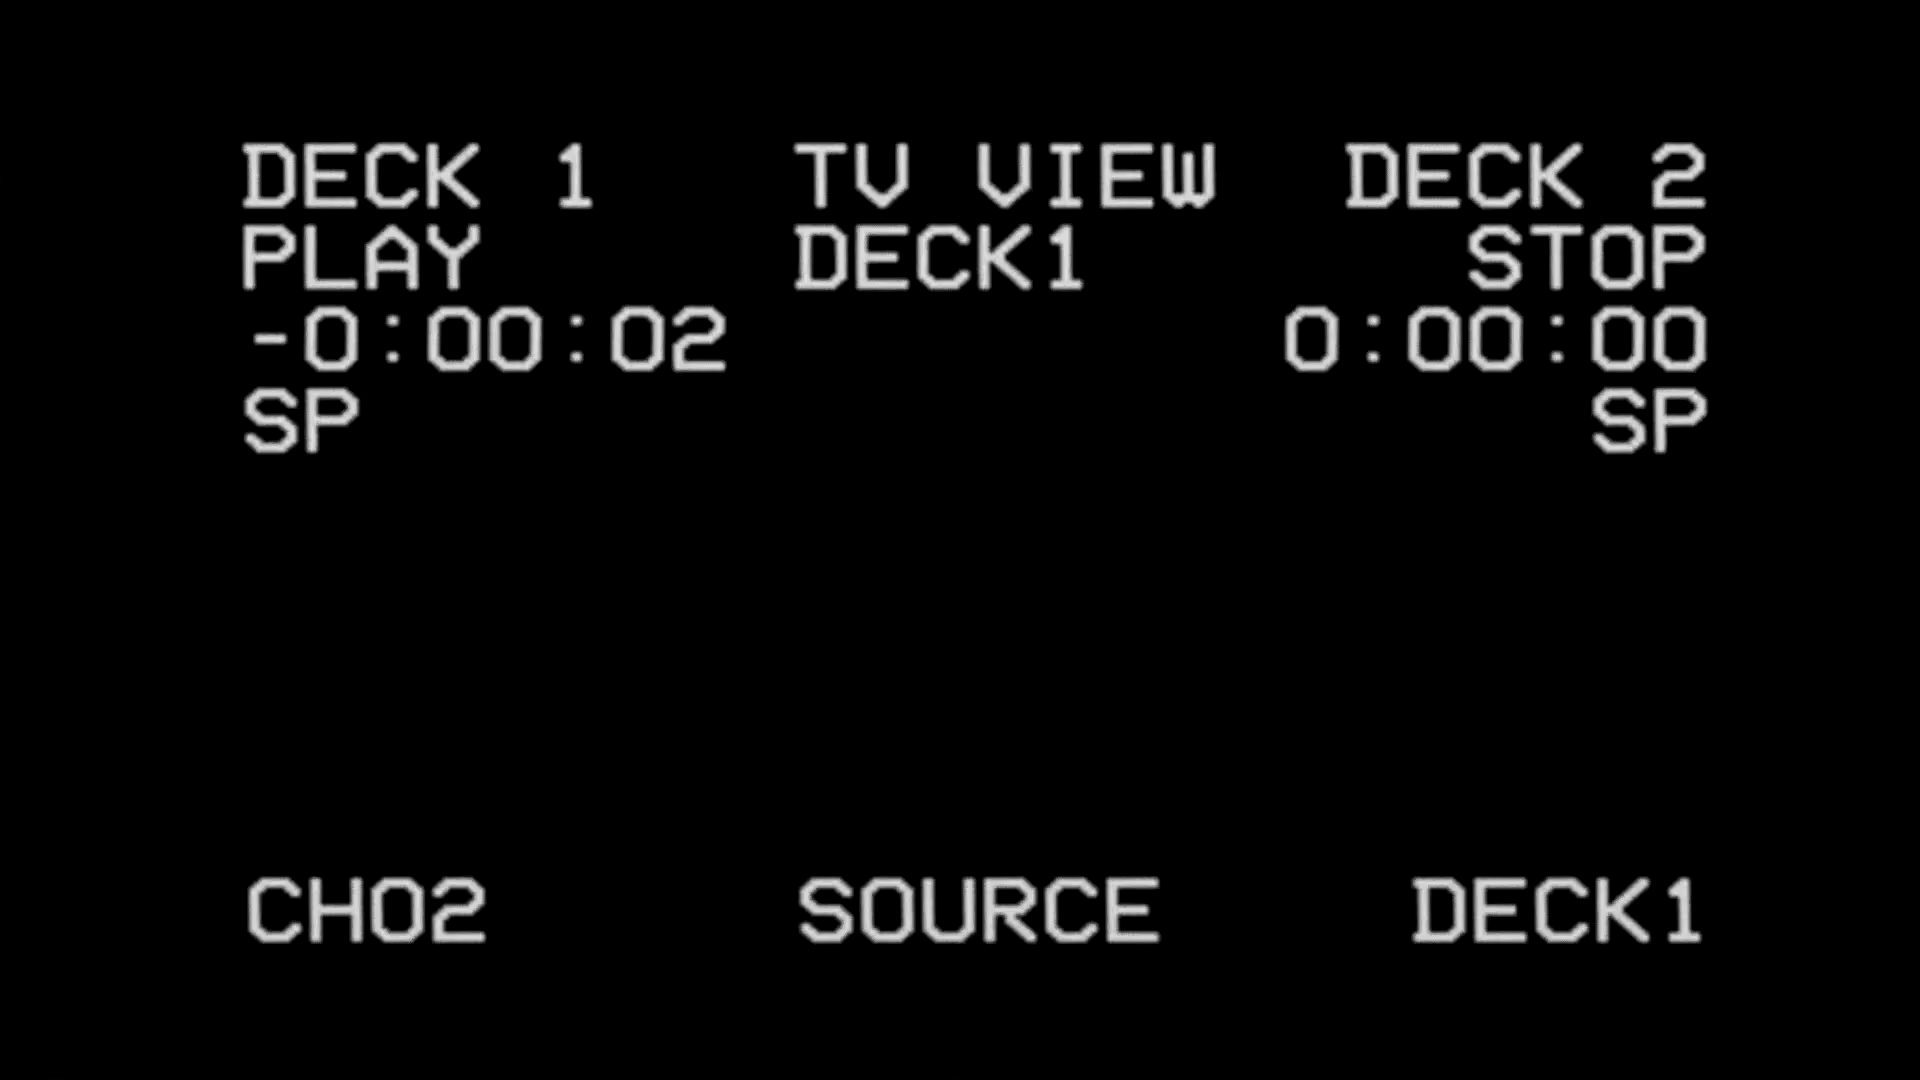 DECK 1 TV VIEW DECK 2
PLAY DECK1 STOP
-0:00:02 0:00:00
SP SP
CH02 SOURCE DECK1